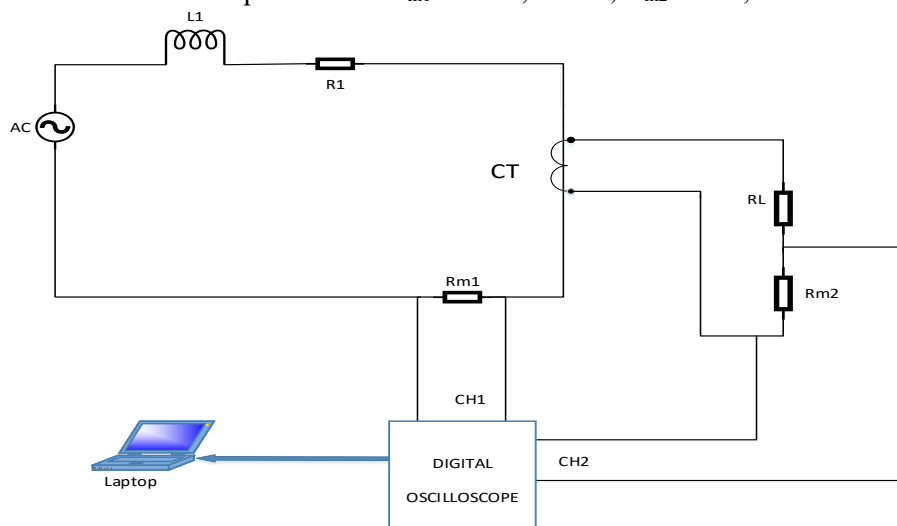 L1
R1
AC
CT
RL
Rm1
Rm2
CH1
DIGITAL
OSCILLOSCOPE
CH2
Laptop